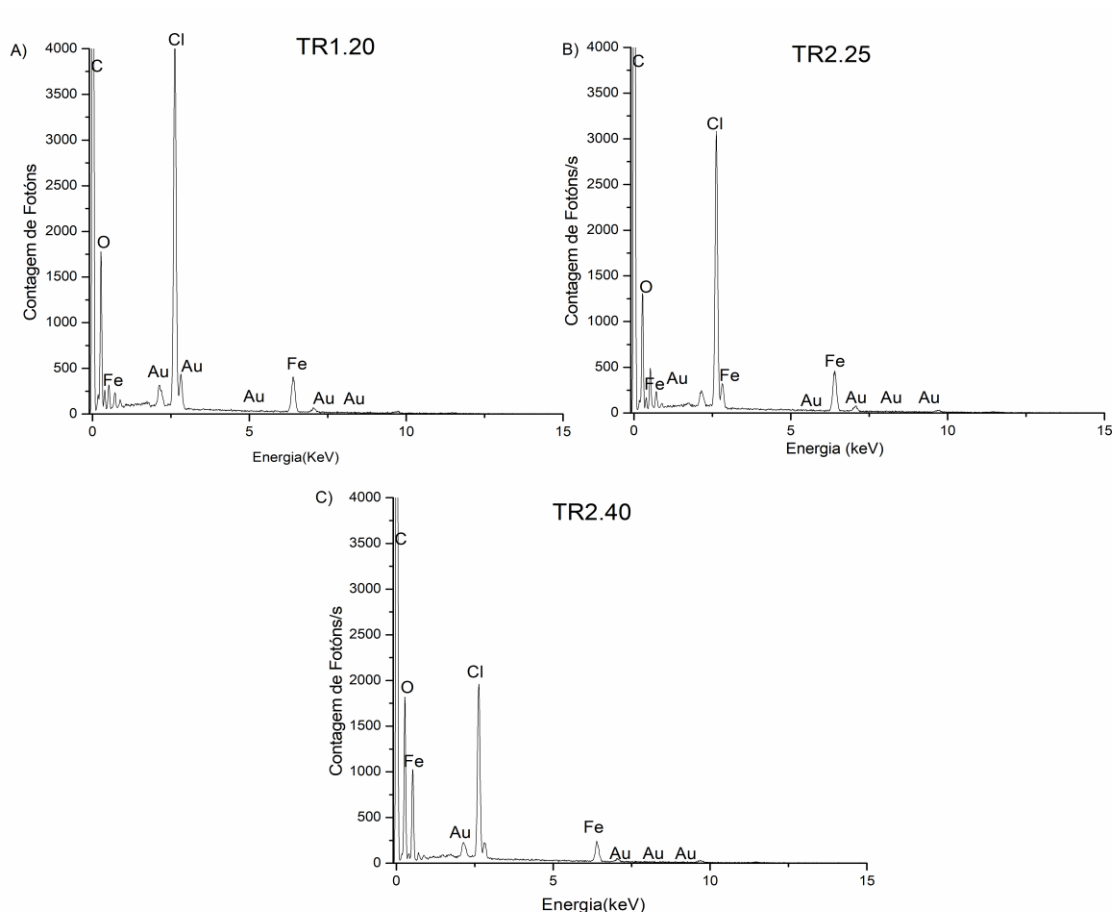 A)
TR1.20
Contagem de Fotóns
4000
3500
3000
2500
2000
1500
1000
500
0
C
O
Fe
Au
Cl
Au
Au
Fe
Au
Au
0
5
10
15
Energia(KeV)
B)
TR2.25
Contagem de Fotóns/s
4000
3500
3000
2500
2000
1500
1000
500
0
C
O
Fe
Au
Cl
Fe
Au
Fe
Au
Au
Au
0
5
10
15
Energia (keV)
C)
TR2.40
Contagem de Fotóns/s
4000
3500
3000
2500
2000
1500
1000
500
0
C
O
Fe
Au
Cl
Fe
Au
Au
Au
0
5
10
15
Energia(keV)